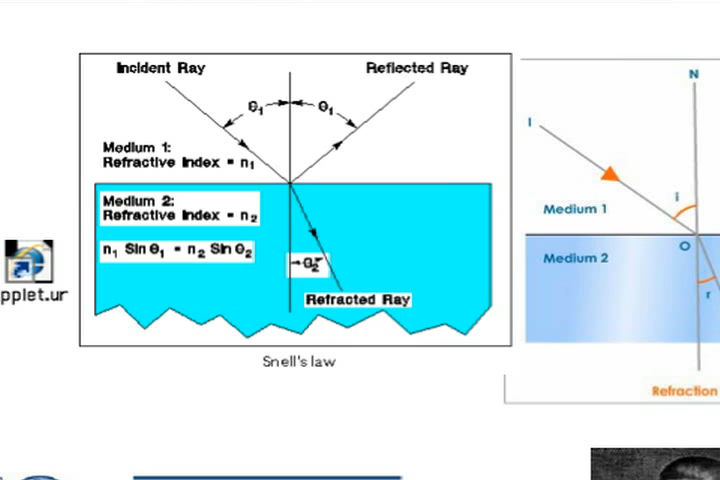 Incident Ray
Reflected Ray
θ₁ θ₁
Medium 1:
Refractive Index = n₁
Medium 2:
Refractive Index = n₂
n₁ Sin θ₁ = n₂ Sin θ₂
θ₂
Refracted Ray
Snell's law
pplet.ur
N
I
i
Medium 1
O
Medium 2
r
Refraction